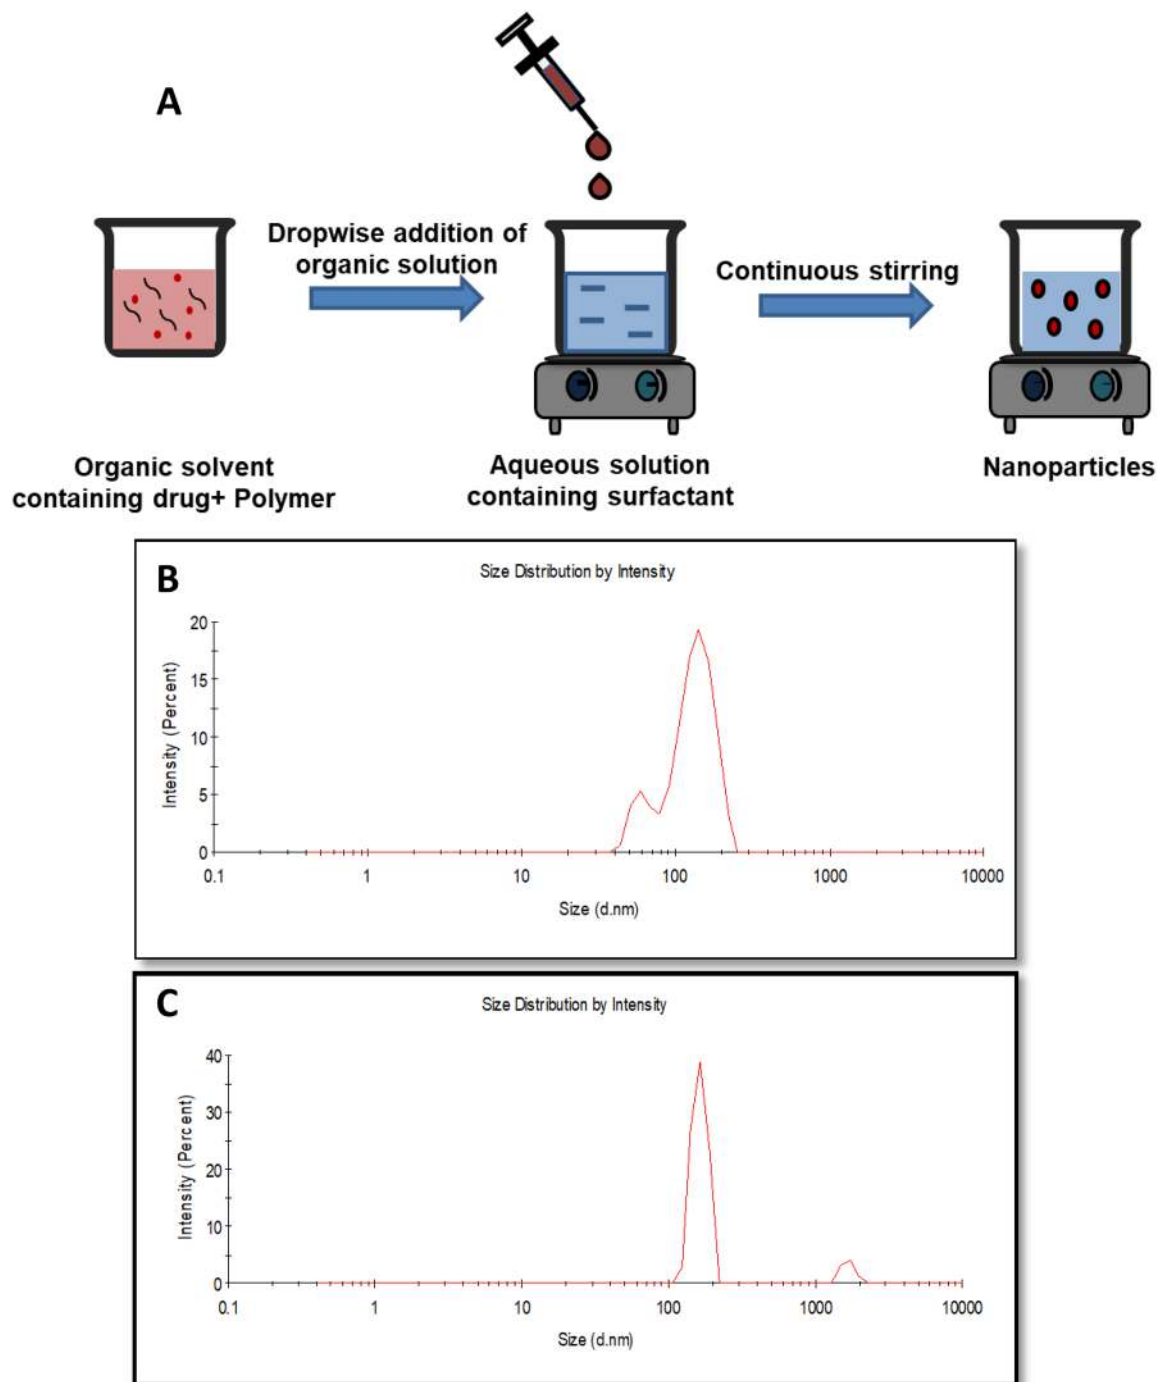 A
Dropwise addition of
organic solution
Continuous stirring
Organic solvent
containing drug+ Polymer
Aqueous solution
containing surfactant
Nanoparticles
B
Size Distribution by Intensity
Intensity (Percent)
20
15
10
5
0
0.1 1 10 100 1000 10000
Size (d.nm)
C
Size Distribution by Intensity
Intensity (Percent)
40
30
20
10
0
0.1 1 10 100 1000 10000
Size (d.nm)